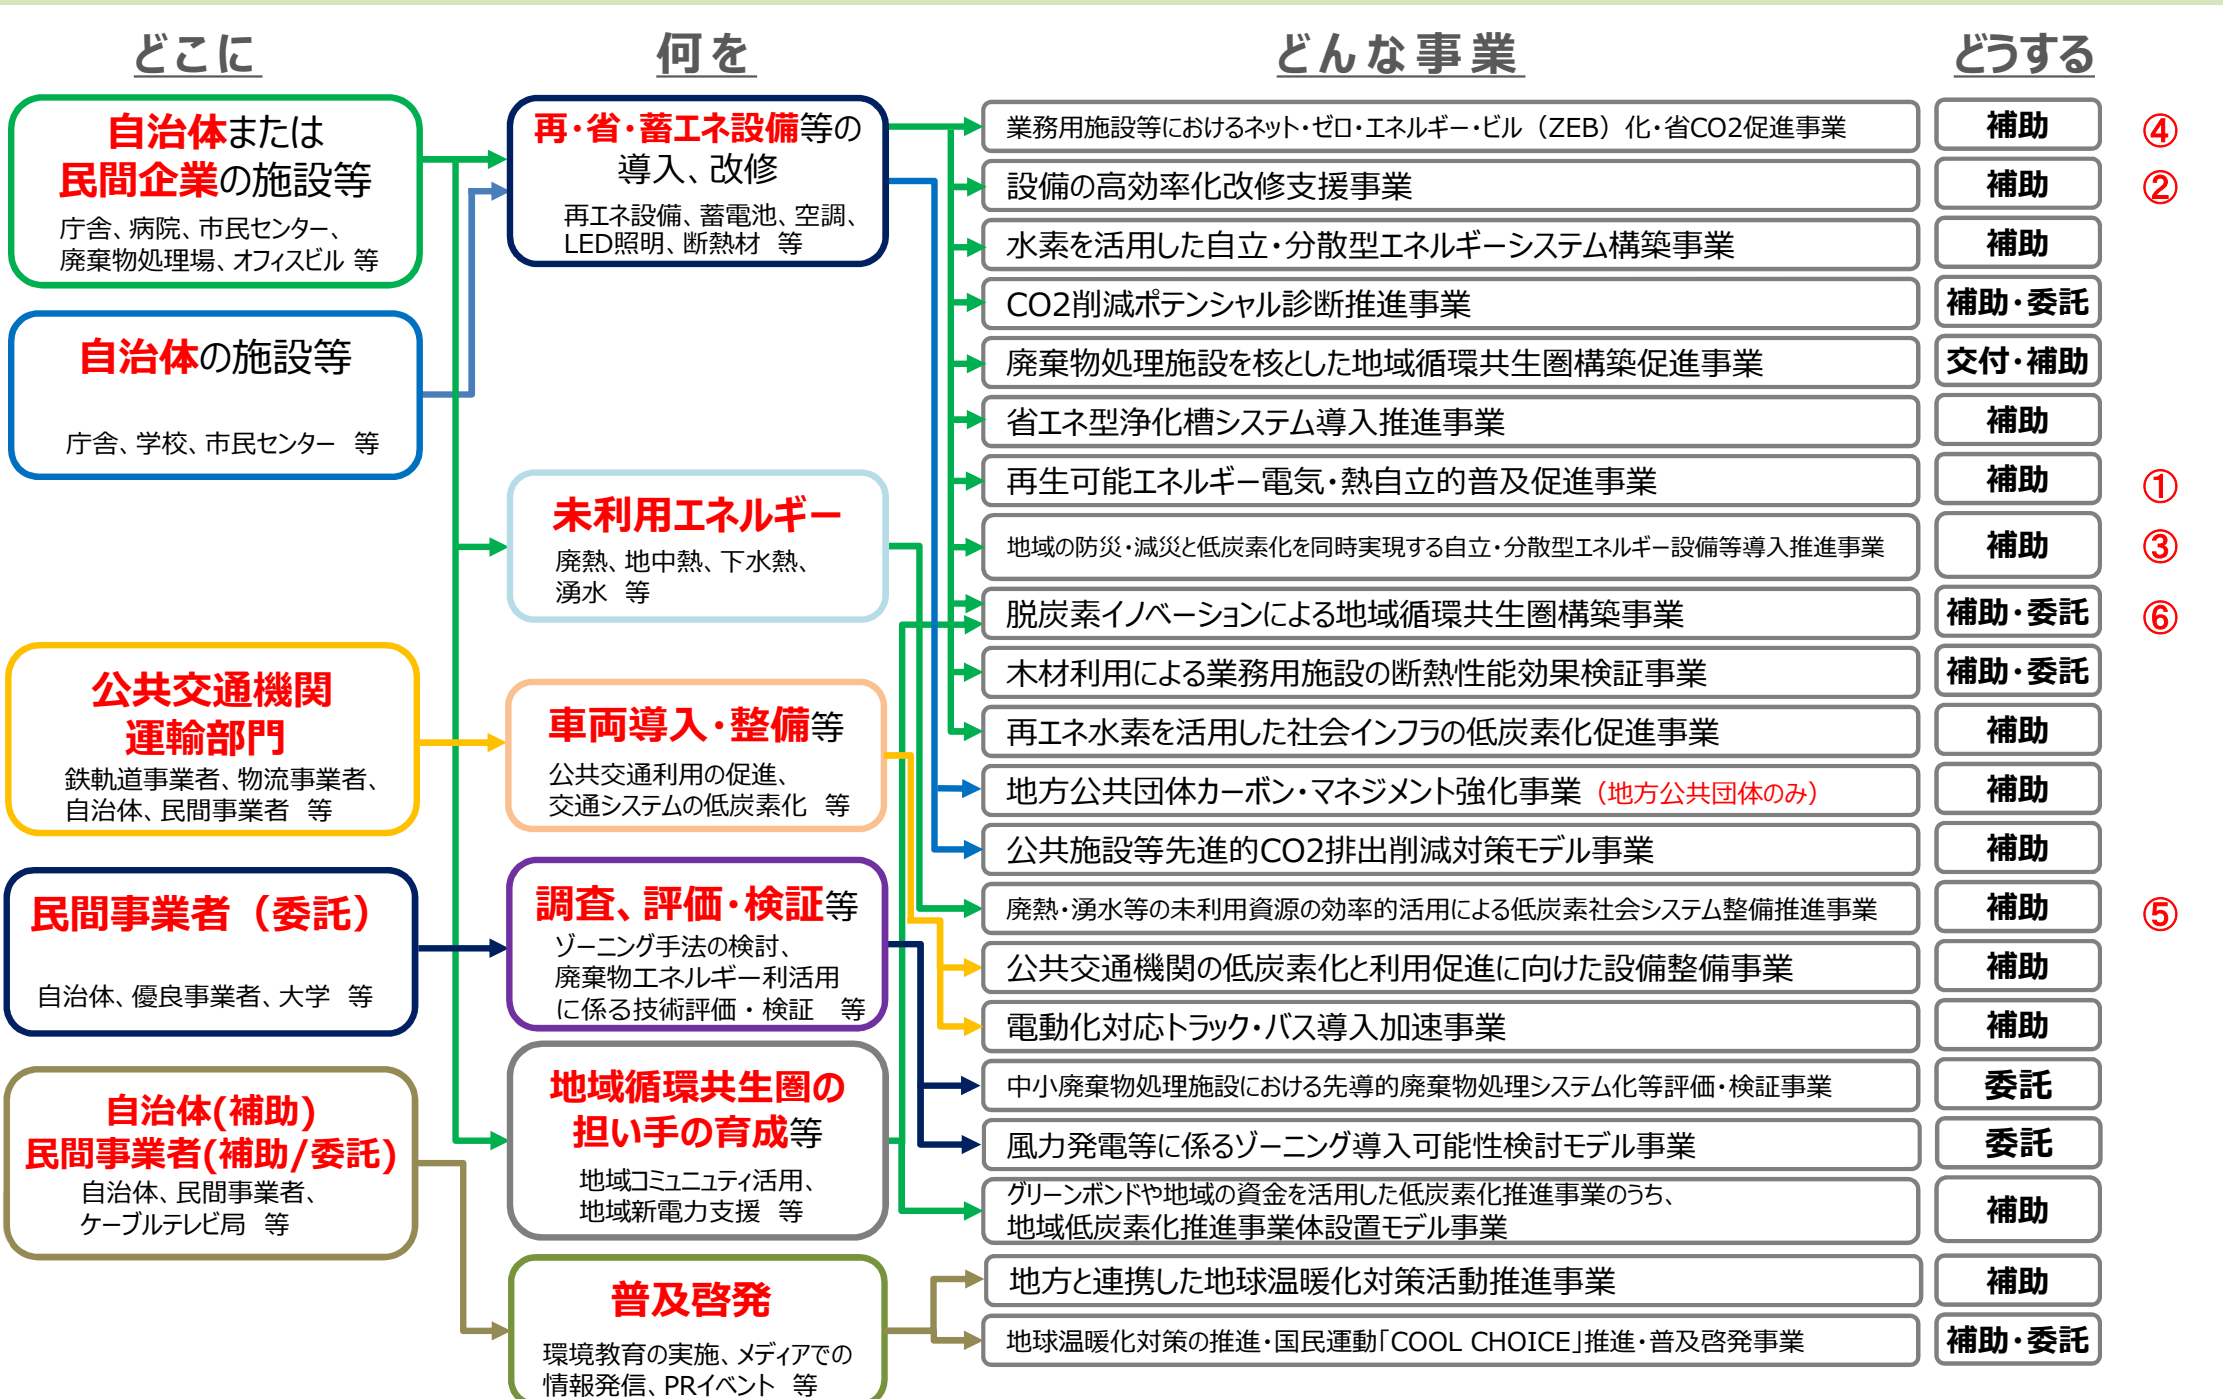 どこに
何を
どんな事業
どうする
自治体または
民間企業の施設等
庁舎、病院、市民センター、
廃棄物処理場、オフィスビル 等
自治体の施設等
庁舎、学校、市民センター 等
公共交通機関
運輸部門
鉄軌道事業者、物流事業者、
自治体、民間事業者 等
民間事業者（委託）
自治体、優良事業者、大学 等
自治体(補助)
民間事業者(補助/委託)
自治体、民間事業者、
ケーブルテレビ局 等
再・省・蓄エネ設備等の
導入、改修
再エネ設備、蓄電池、空調、
LED照明、断熱材 等
未利用エネルギー
廃熱、地中熱、下水熱、
湧水 等
車両導入・整備等
公共交通利用の促進、
交通システムの低炭素化 等
調査、評価・検証等
ゾーニング手法の検討、
廃棄物エネルギー利活用
に係る技術評価・検証 等
地域循環共生圏の
担い手の育成等
地域コミュニティ活用、
地域新電力支援 等
普及啓発
環境教育の実施、メディアでの
情報発信、PRイベント 等
業務用施設等におけるネット・ゼロ・エネルギー・ビル（ZEB）化・省CO2促進事業 補助 ④
設備の高効率化改修支援事業 補助 ②
水素を活用した自立・分散型エネルギーシステム構築事業 補助
CO2削減ポテンシャル診断推進事業 補助・委託
廃棄物処理施設を核とした地域循環共生圏構築促進事業 交付・補助
省エネ型浄化槽システム導入推進事業 補助
再生可能エネルギー電気・熱自立的普及促進事業 補助 ①
地域の防災・減災と低炭素化を同時実現する自立・分散型エネルギー設備等導入推進事業 補助 ③
脱炭素イノベーションによる地域循環共生圏構築事業 補助・委託 ⑥
木材利用による業務用施設の断熱性能効果検証事業 補助・委託
再エネ水素を活用した社会インフラの低炭素化促進事業 補助
地方公共団体カーボン・マネジメント強化事業（地方公共団体のみ） 補助
公共施設等先進的CO2排出削減対策モデル事業 補助
廃熱・湧水等の未利用資源の効率的活用による低炭素社会システム整備推進事業 補助 ⑤
公共交通機関の低炭素化と利用促進に向けた設備整備事業 補助
電動化対応トラック・バス導入加速事業 補助
中小廃棄物処理施設における先導的廃棄物処理システム化等評価・検証事業 委託
風力発電等に係るゾーニング導入可能性検討モデル事業 委託
グリーンボンドや地域の資金を活用した低炭素化推進事業のうち、
地域低炭素化推進事業体設置モデル事業 補助
地方と連携した地球温暖化対策活動推進事業 補助
地球温暖化対策の推進・国民運動「COOL CHOICE」推進・普及啓発事業 補助・委託